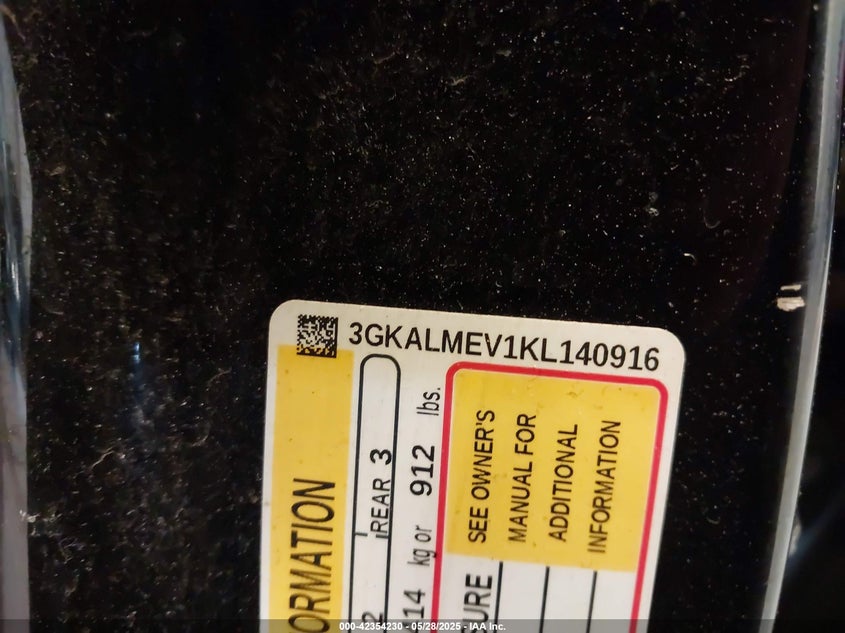 3GKALMEV1KL140916
ORMATION
2 REAR 3
14 kg or 912 lbs.
SURE
SEE OWNER'S
MANUAL FOR
ADDITIONAL
INFORMATION
000-42354230 - 05/28/2025 - IAA Inc.